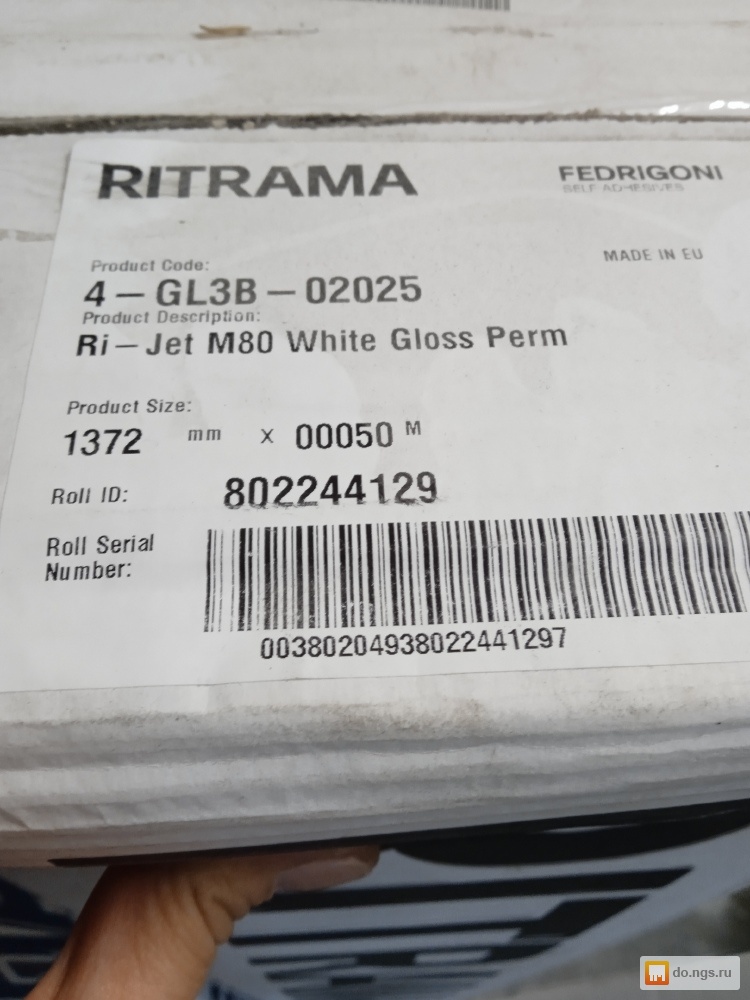 RITRAMA
FEDRIGONI
SELF ADHESIVES
MADE IN EU
Product Code:
4 - GL3B - 02025
Product Description:
Ri-Jet M80 White Gloss Perm
Product Size:
1372 mm x 00050 M
Roll ID: 802244129
Roll Serial
Number:
00380204938022441297
do.ngs.ru